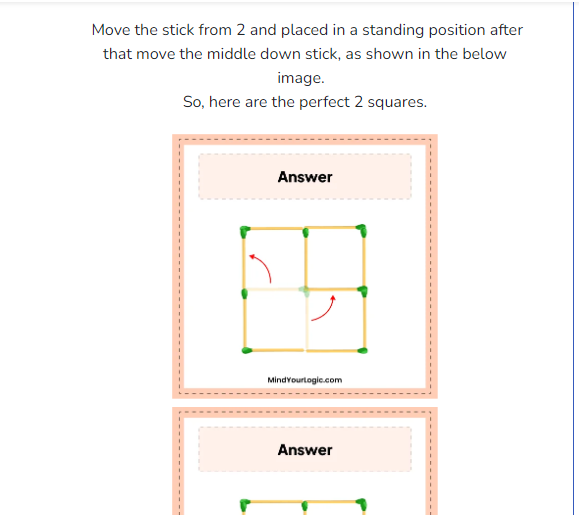 Move the stick from 2 and placed in a standing position after
that move the middle down stick, as shown in the below
image.
So, here are the perfect 2 squares.
Answer
MindYourLogic.com
Answer